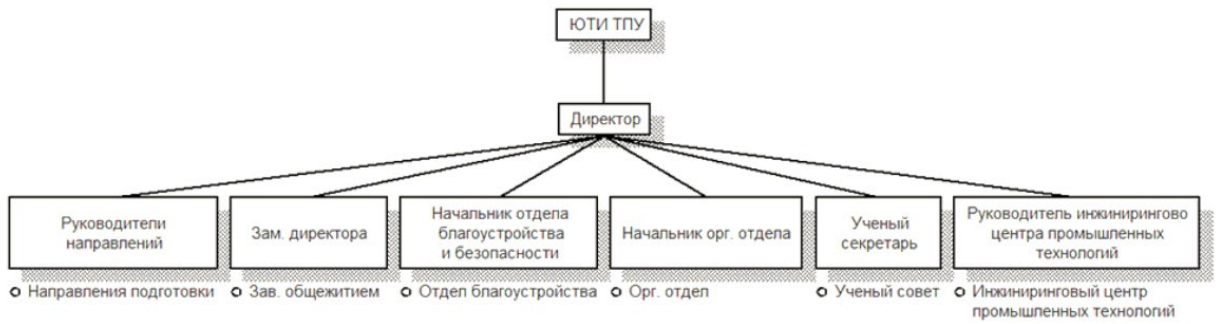 ЮТИ ТПУ
Директор
Руководители
направлений
Зам. директора
Начальник отдела
благоустройства
и безопасности
Начальник орг. отдела
Ученый
секретарь
Руководитель инжинирингово
центра промышленных
технологий
Направления подготовки
Зав. общежитием
Отдел благоустройства
Орг. отдел
Ученый совет
Инжиниринговый центр
промышленных технологий